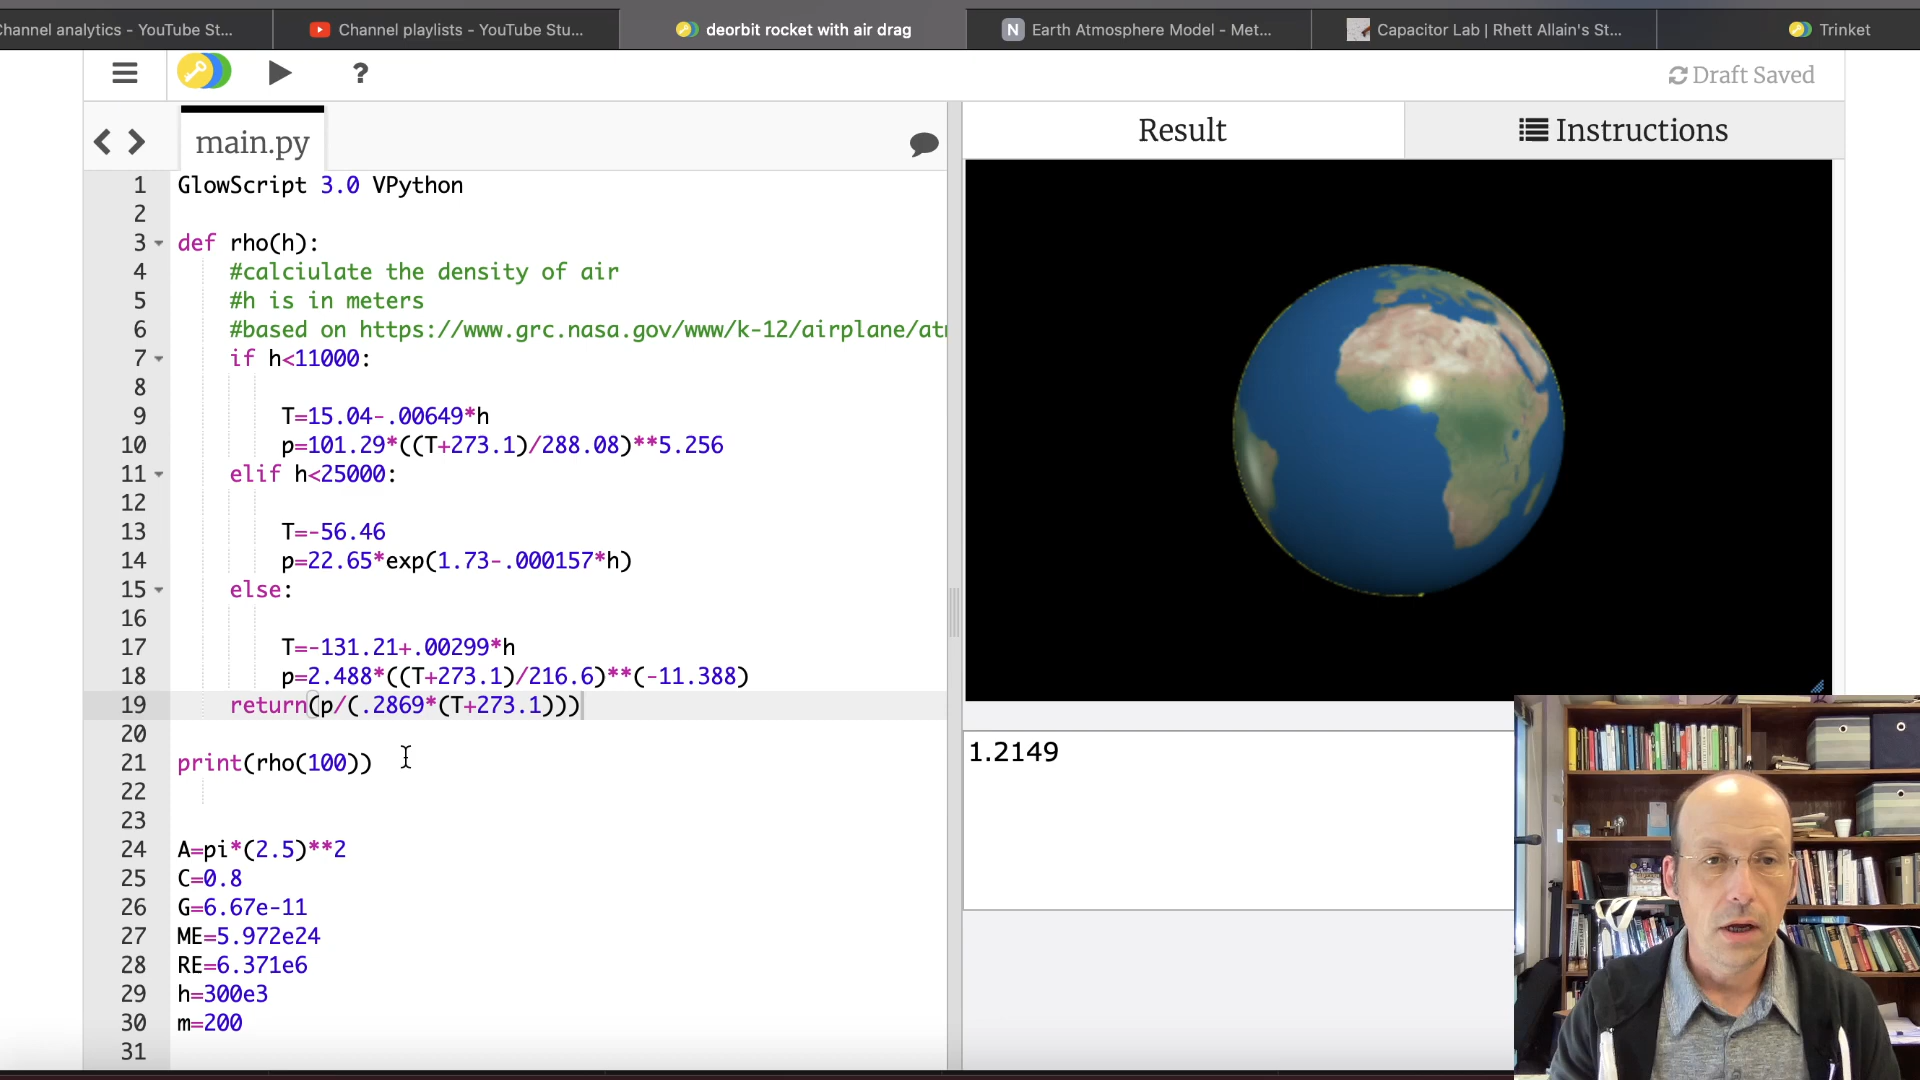 hannel analytics - YouTube St...
Channel playlists - YouTube Stu...
deorbit rocket with air drag
N Earth Atmosphere Model - Met...
Capacitor Lab | Rhett Allain's St...
Trinket
?
Draft Saved
main.py
Result
Instructions
1 GlowScript 3.0 VPython
2
3 def rho(h):
4 #calciulate the density of air
5 #h is in meters
6 #based on https://www.grc.nasa.gov/www/k-12/airplane/at
7 if h<11000:
8
9 T=15.04-.00649*h
10 p=101.29*((T+273.1)/288.08)**5.256
11 elif h<25000:
12
13 T=-56.46
14 p=22.65*exp(1.73-.000157*h)
15 else:
16
17 T=-131.21+.00299*h
18 p=2.488*((T+273.1)/216.6)**(-11.388)
19 return(p/(.2869*(T+273.1)))
20
21 print(rho(100))
22
23
24 A=pi*(2.5)**2
25 C=0.8
26 G=6.67e-11
27 ME=5.972e24
28 RE=6.371e6
29 h=300e3
30 m=200
31
1.2149